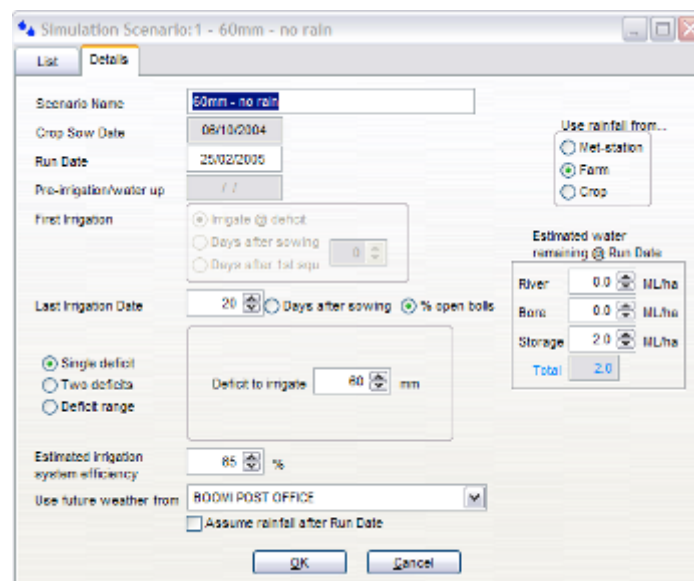 Simulation Scenario:1 - 60mm - no rain
List Details
Scenario Name 60mm - no rain
Crop Sow Date 06/10/2004
Run Date 25/02/2005
Pre-irrigation/water up / /
First Irrigation
Irrigate @ deficit
Days after sowing
Days after 1st squ
0
Last Irrigation Date 20 Days after sowing % open bolls
Single deficit
Two deficits
Deficit range
Deficit to irrigate 60 mm
Estimated irrigation
system efficiency
65 %
Use future weather from BOOMI POST OFFICE
Assume rainfall after Run Date
OK Cancel
Use rainfall from...
Met-station
Farm
Crop
Estimated water
remaining @ Run Date
River 0.0 ML/ha
Bore 0.0 ML/ha
Storage 2.0 ML/ha
Total 2.0